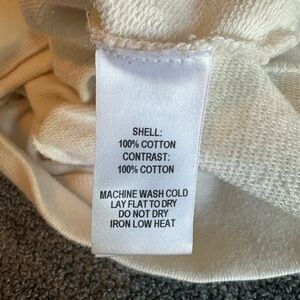 SHELL:
100% COTTON
CONTRAST:
100% COTTON
MACHINE WASH COLD
LAY FLAT TO DRY
DO NOT DRY
IRON LOW HEAT